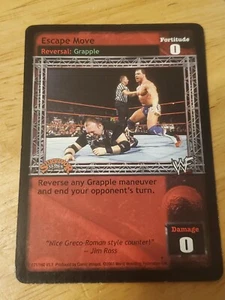 Escape Move
Fortitude
0
Reversal: Grapple
Reverse any Grapple maneuver
and end your opponent's turn.
Damage
0
"Nice Greco-Roman style counter!"
– Jim Ross